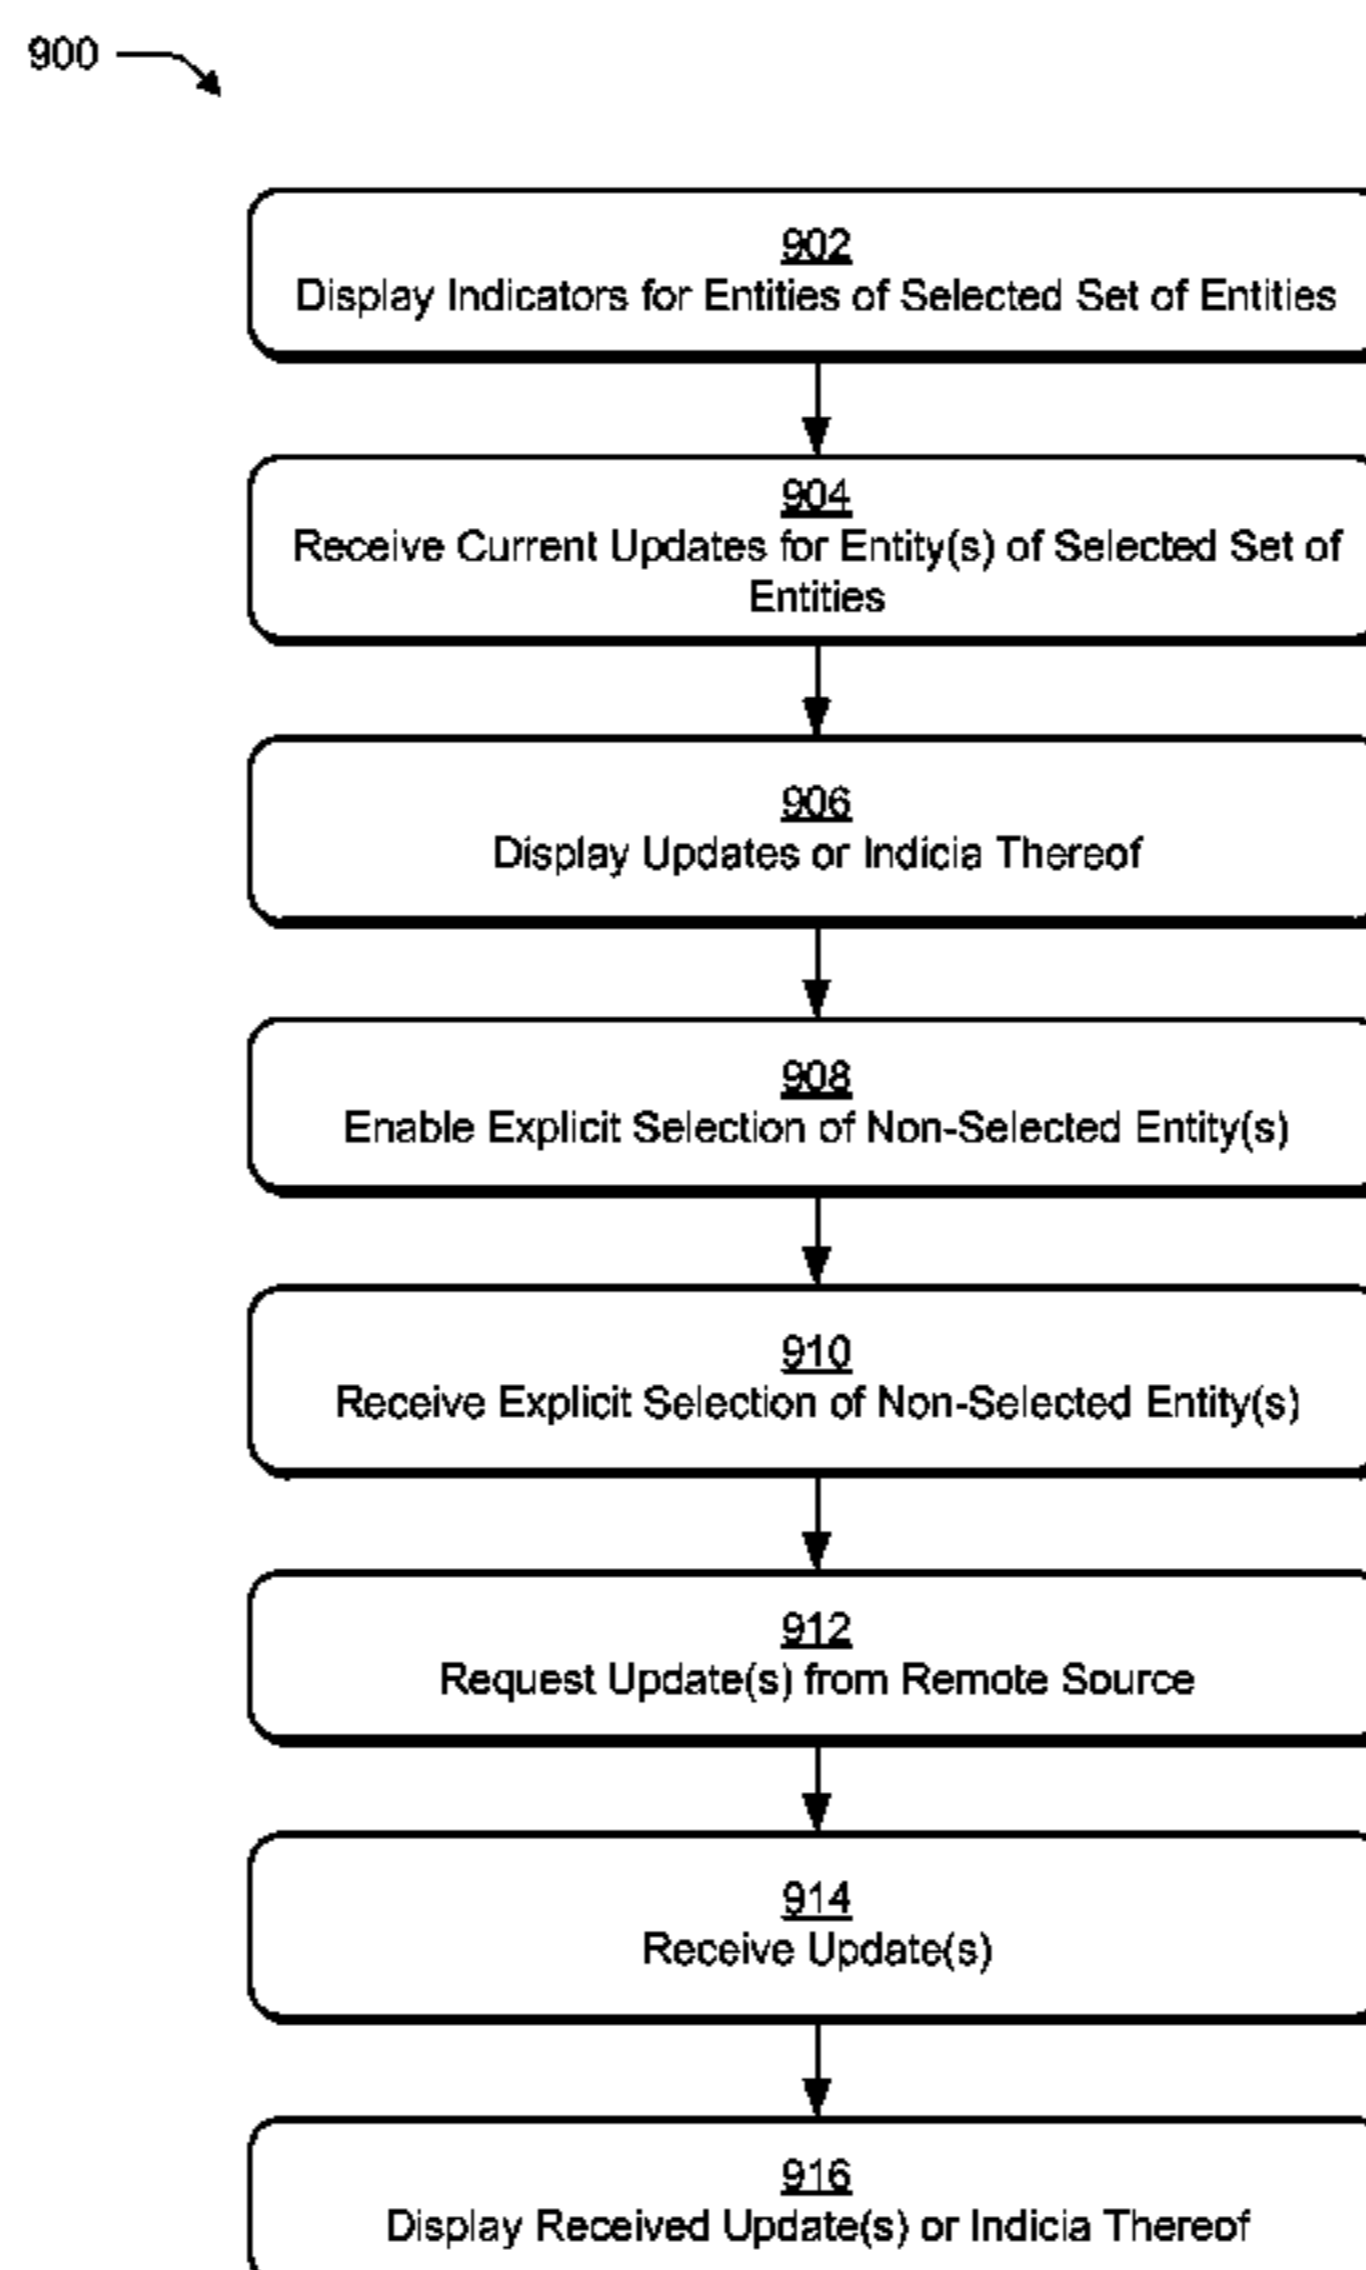 900
902
Display Indicators for Entities of Selected Set of Entities
904
Receive Current Updates for Entity(s) of Selected Set of
Entities
906
Display Updates or Indicia Thereof
908
Enable Explicit Selection of Non-Selected Entity(s)
910
Receive Explicit Selection of Non-Selected Entity(s)
912
Request Update(s) from Remote Source
914
Receive Update(s)
916
Display Received Update(s) or Indicia Thereof